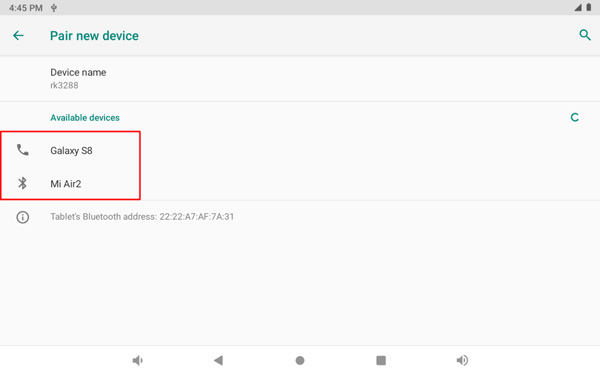 4:45 PM
Pair new device
Device name
rk3288
Available devices
Galaxy S8
Mi Air2
Tablet's Bluetooth address: 22:22:A7:AF:7A:31